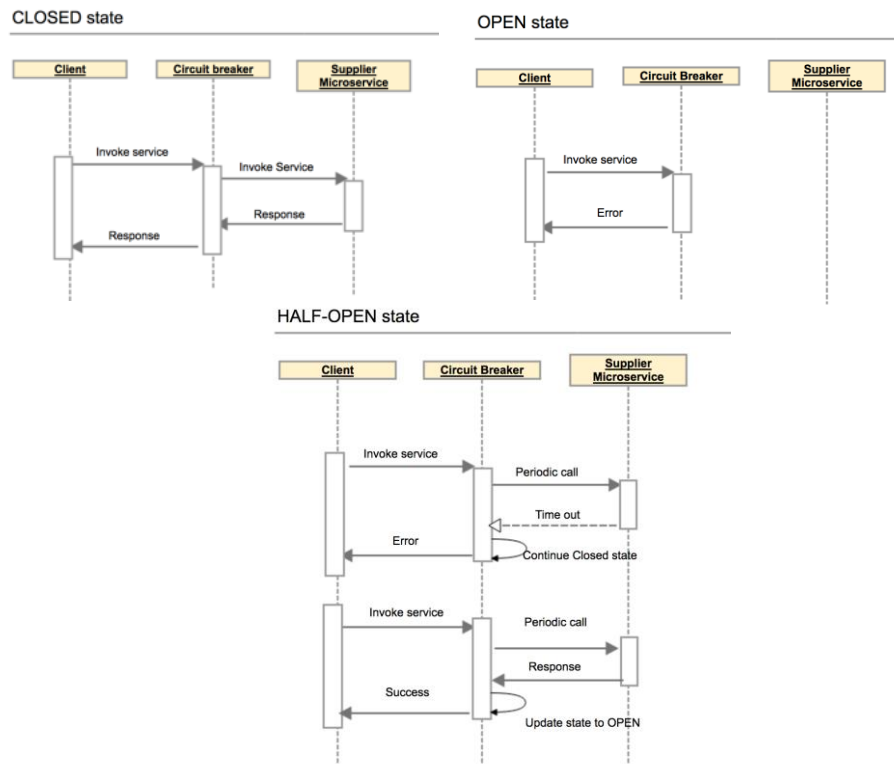 CLOSED state
Client
Circuit breaker
Supplier
Microservice
Invoke service
Invoke Service
Response
Response
OPEN state
Client
Circuit Breaker
Supplier
Microservice
Invoke service
Error
HALF-OPEN state
Client
Circuit Breaker
Supplier
Microservice
Invoke service
Periodic call
Time out
Continue Closed state
Error
Invoke service
Periodic call
Response
Success
Update state to OPEN